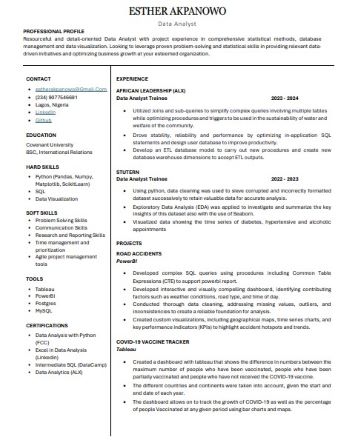 ESTHER AKPANOWO
Data Analyst
PROFESSIONAL PROFILE
Resourceful and detail-oriented Data Analyst with project experience in comprehensive statistical methods, database
management and data visualization. Looking to leverage proven problem-solving and statistical skills in providing relevant data-
driven initiatives and optimizing business growth at your esteemed organization.
CONTACT
estherakpanowo@Gmail.Com
(234) 9077646681
Lagos, Nigeria
LinkedIn
Github
EDUCATION
Covenant University
BSC, International Relations
HARD SKILLS
Python (Pandas, Numpy,
Matplotlib, ScikitLearn)
SQL
Data Visualization
SOFT SKILLS
Problem Solving Skills
Communication Skills
Research and Reporting Skills
Time management and
prioritization
Agile project management
tools
TOOLS
Tableau
PowerBI
Postgres
MySQL
CERTIFICATIONS
Data Analysis with Python
(FCC)
Excel in Data Analysis
(LinkedIn)
Intermediate SQL (DataCamp)
Data Analytics (ALX)
EXPERIENCE
AFRICAN LEADERSHIP (ALX)
Data Analyst Trainee 2023 - 2024
Utilized Joins and sub-queries to simplify complex queries involving multiple tables
while optimizing procedures and triggers to be used in the sustainability of water and
welfare of the community.
Prove stability, reliability and performance by optimizing in-application SQL
statements and design user database to improve productivity.
Develop an ETL database model to carry out new procedures and create new
database warehouse dimensions to accept ETL outputs.
STUTERN
Data Analyst Trainee 2022 - 2023
Using python, data cleaning was used to skew corrupted and incorrectly formatted
dataset successively to retain valuable data for accurate analysis.
Exploratory Data Analysis (EDA) was applied to investigate and summarize the key
insights of this dataset also with the use of Seaborn.
Visualized data showing the time series of diabetes, hypertensive and alcoholic
appointments
PROJECTS
ROAD ACCIDENTS
PowerBI
Developed complex SQL queries using procedures including Common Table
Expressions (CTE) to support powerbi report.
Developed interactive and visually compelling dashboard, identifying contributing
factors such as weather conditions, road type, and time of day.
Conducted thorough data cleaning, addressing missing values, outliers, and
inconsistencies to create a reliable foundation for analysis.
Created custom visualizations, including geographical maps, time series charts, and
key performance indicators (KPIs) to highlight accident hotspots and trends.
COVID-19 VACCINE TRACKER
Tableau
Created a dashboard with tableau that shows the difference in numbers between the
maximum number of people who have been vaccinated, people who have been
partially vaccinated and people who have not received the COVID-19 vaccine.
The different countries and continents were taken into account, given the start and
end date of each year.
The dashboard allows on to track the growth of COVID-19 as well as the percentage
of people Vaccinated at any given period using bar charts and maps.